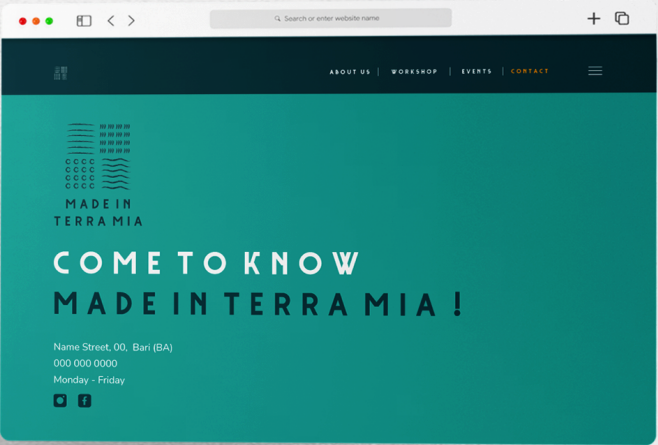 Search or enter website name
ABOUT US | WORKSHOP | EVENTS | CONTACT
MADE IN
TERRA MIA
COME TO KNOW
MADE IN TERRA MIA !
Name Street, 00, Bari (BA)
000 000 0000
Monday - Friday